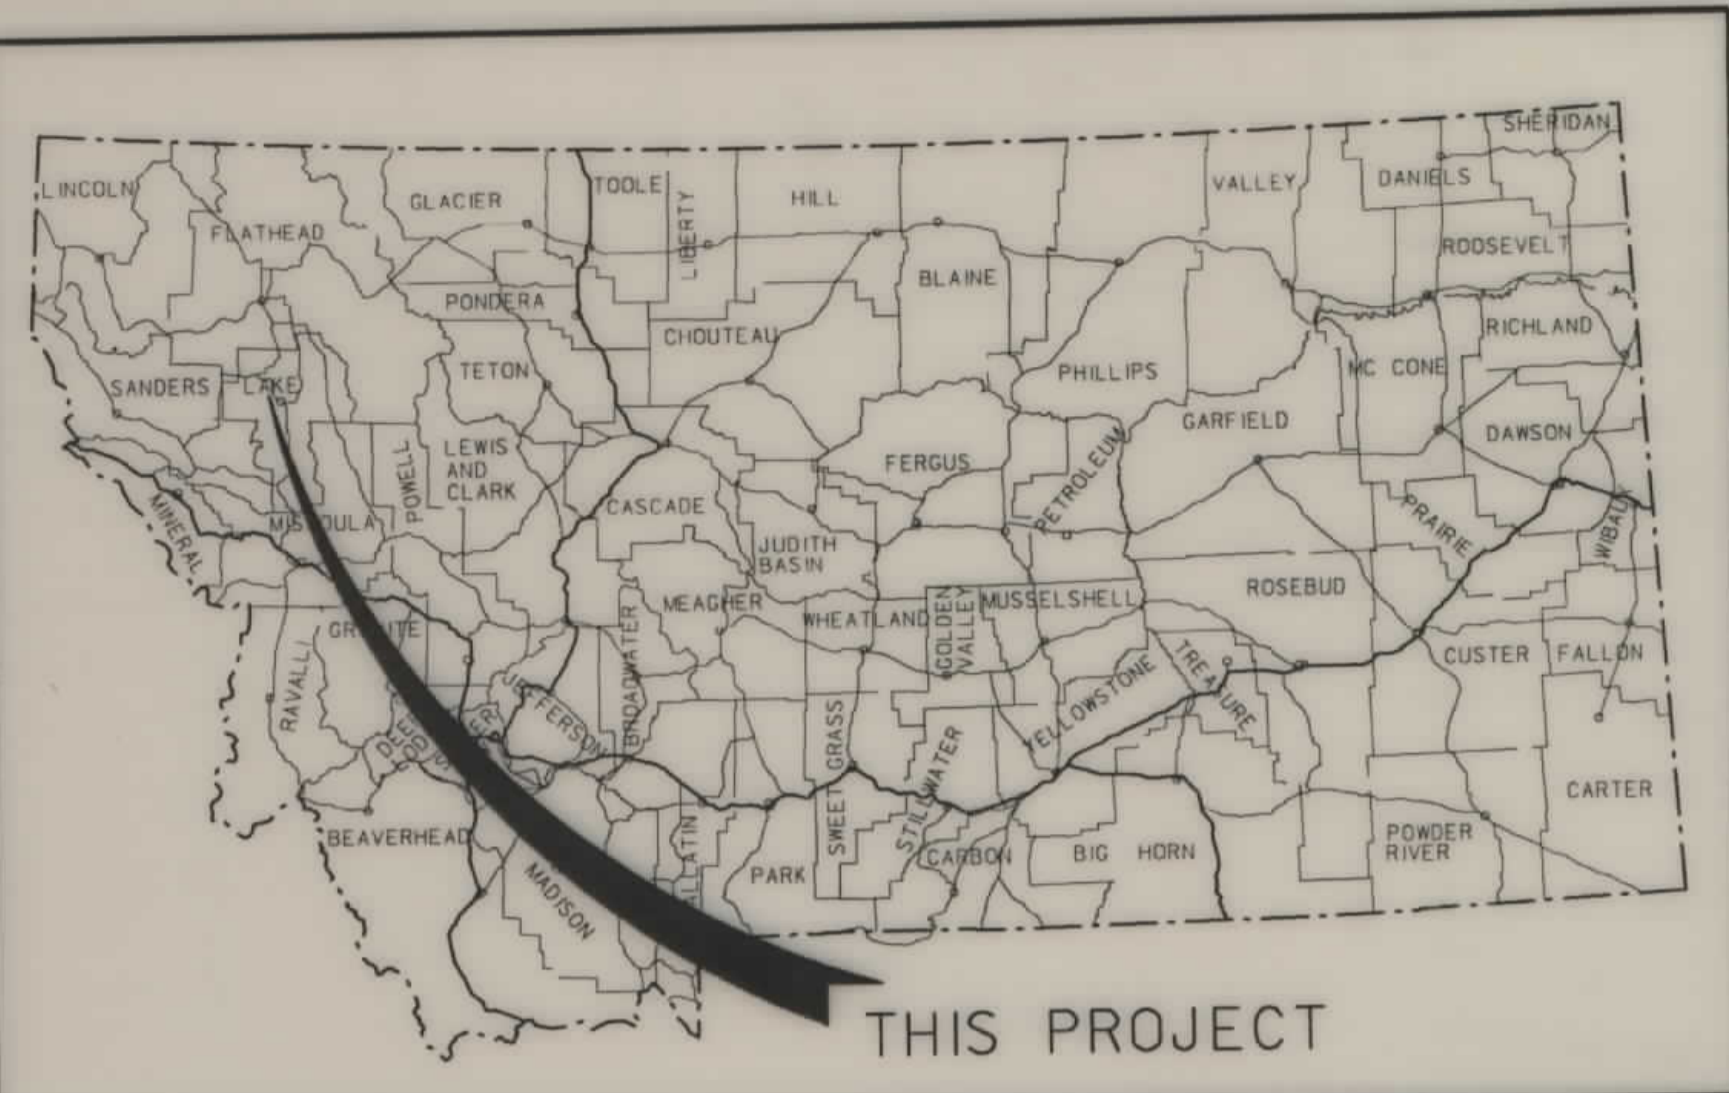 SHERIDAN
LINCOLN
GLACIER
TOOLE
LIBERTY
HILL
VALLEY
DANIELS
FLATHEAD
ROOSEVELT
BLAINE
PONDERA
CHOUTEAU
RICHLAND
SANDERS
LAKE
TETON
PHILLIPS
MC CONE
GARFIELD
DAWSON
POWELL
LEWIS
AND
CLARK
FERGUS
PETROLEUM
CASCADE
MINERAL
PRAIRIE
WIBAUX
JUDITH
BASIN
MEAGHER
WHEATLAND
GOLDEN
VALLEY
MUSSELSHELL
ROSEBUD
RAVALLI
BROADWATER
JEFFERSON
YELLOWSTONE
TREASURE
CUSTER
FALLON
SWEET GRASS
STILLWATER
CARTER
BEAVERHEAD
MADISON
PARK
CARBON
BIG HORN
POWDER
RIVER
THIS PROJECT